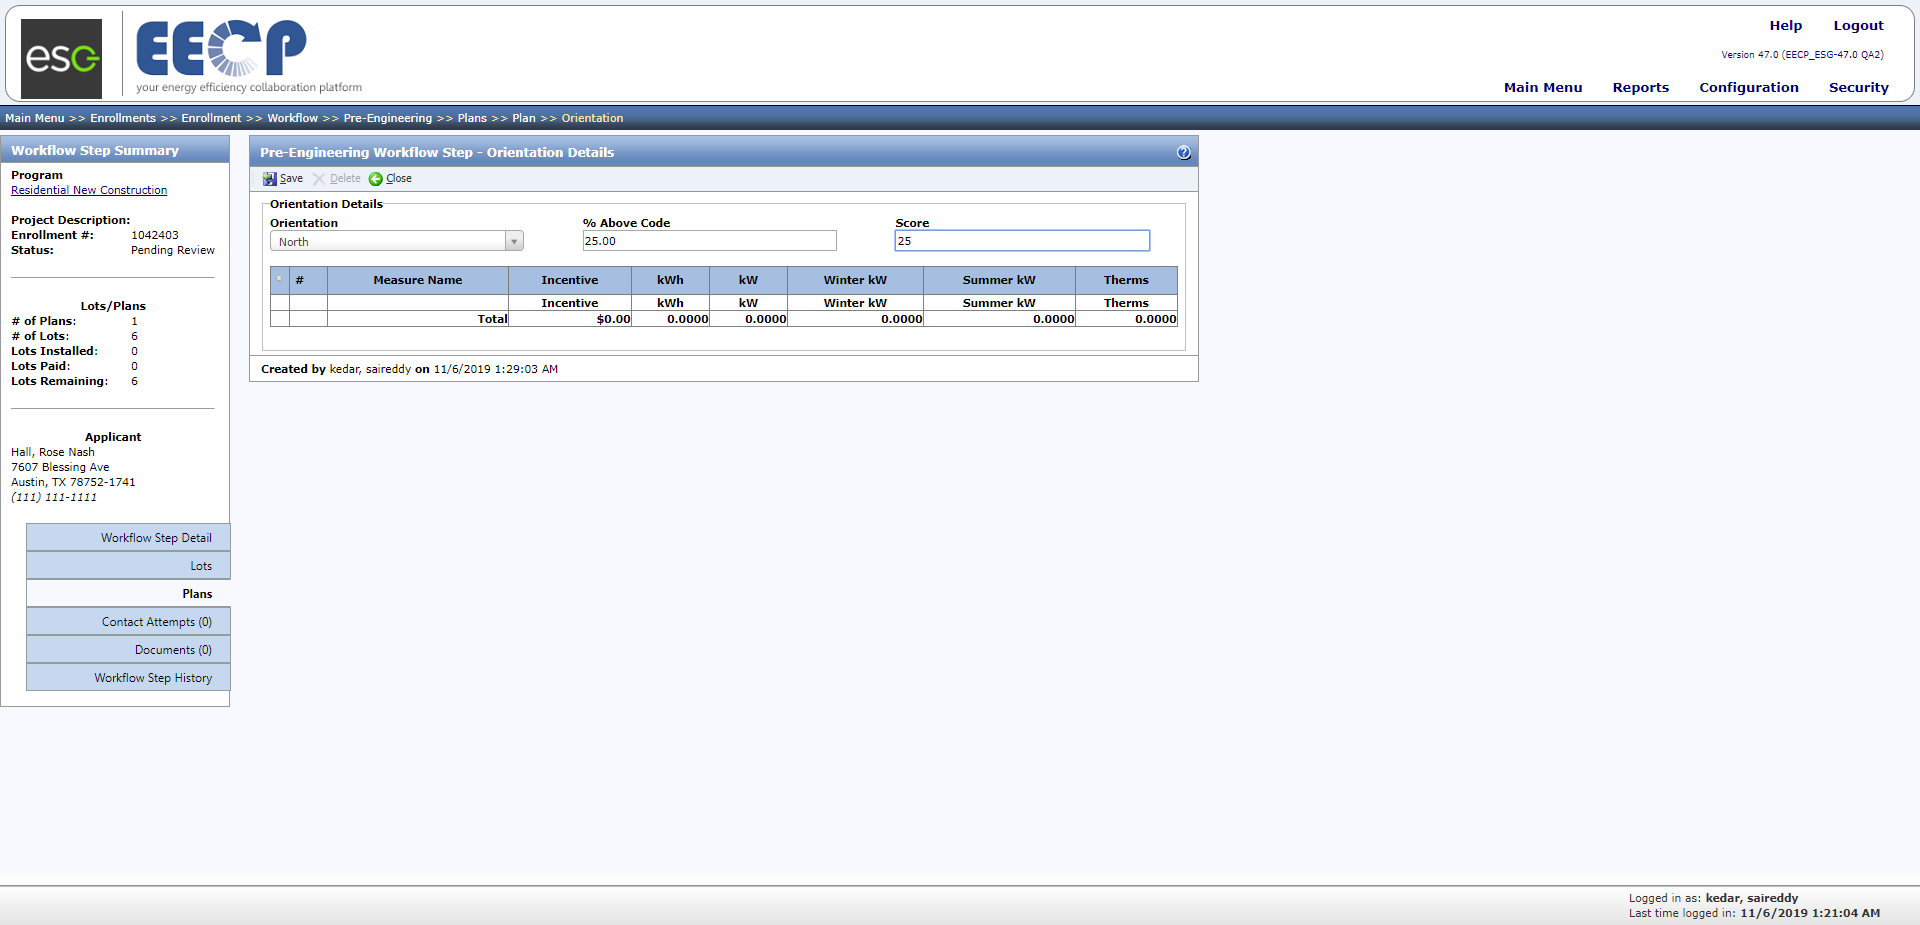 esg
EECP
your energy efficiency collaboration platform
Help Logout
Version 47.0 (EECP_ESG-47.0 QA2)
Main Menu Reports Configuration Security
Main Menu >> Enrollments >> Enrollment >> Workflow >> Pre-Engineering >> Plans >> Plan >> Orientation
Workflow Step Summary
Program
Residential New Construction
Project Description:
Enrollment #: 1042403
Status: Pending Review
Lots/Plans
# of Plans: 1
# of Lots: 6
Lots Installed: 0
Lots Paid: 0
Lots Remaining: 6
Applicant
Hall, Rose Nash
7607 Blessing Ave
Austin, TX 78752-1741
(111) 111-1111
Workflow Step Detail
Lots
Plans
Contact Attempts (0)
Documents (0)
Workflow Step History
Pre-Engineering Workflow Step - Orientation Details
Save Delete Close
Orientation Details
Orientation % Above Code Score
North 25.00 25
# Measure Name Incentive kWh kW Winter kW Summer kW Therms
Incentive kWh kW Winter kW Summer kW Therms
Total $0.00 0.0000 0.0000 0.0000 0.0000 0.0000
Created by kedar, saireddy on 11/6/2019 1:29:03 AM
Logged in as: kedar, saireddy
Last time logged in: 11/6/2019 1:21:04 AM